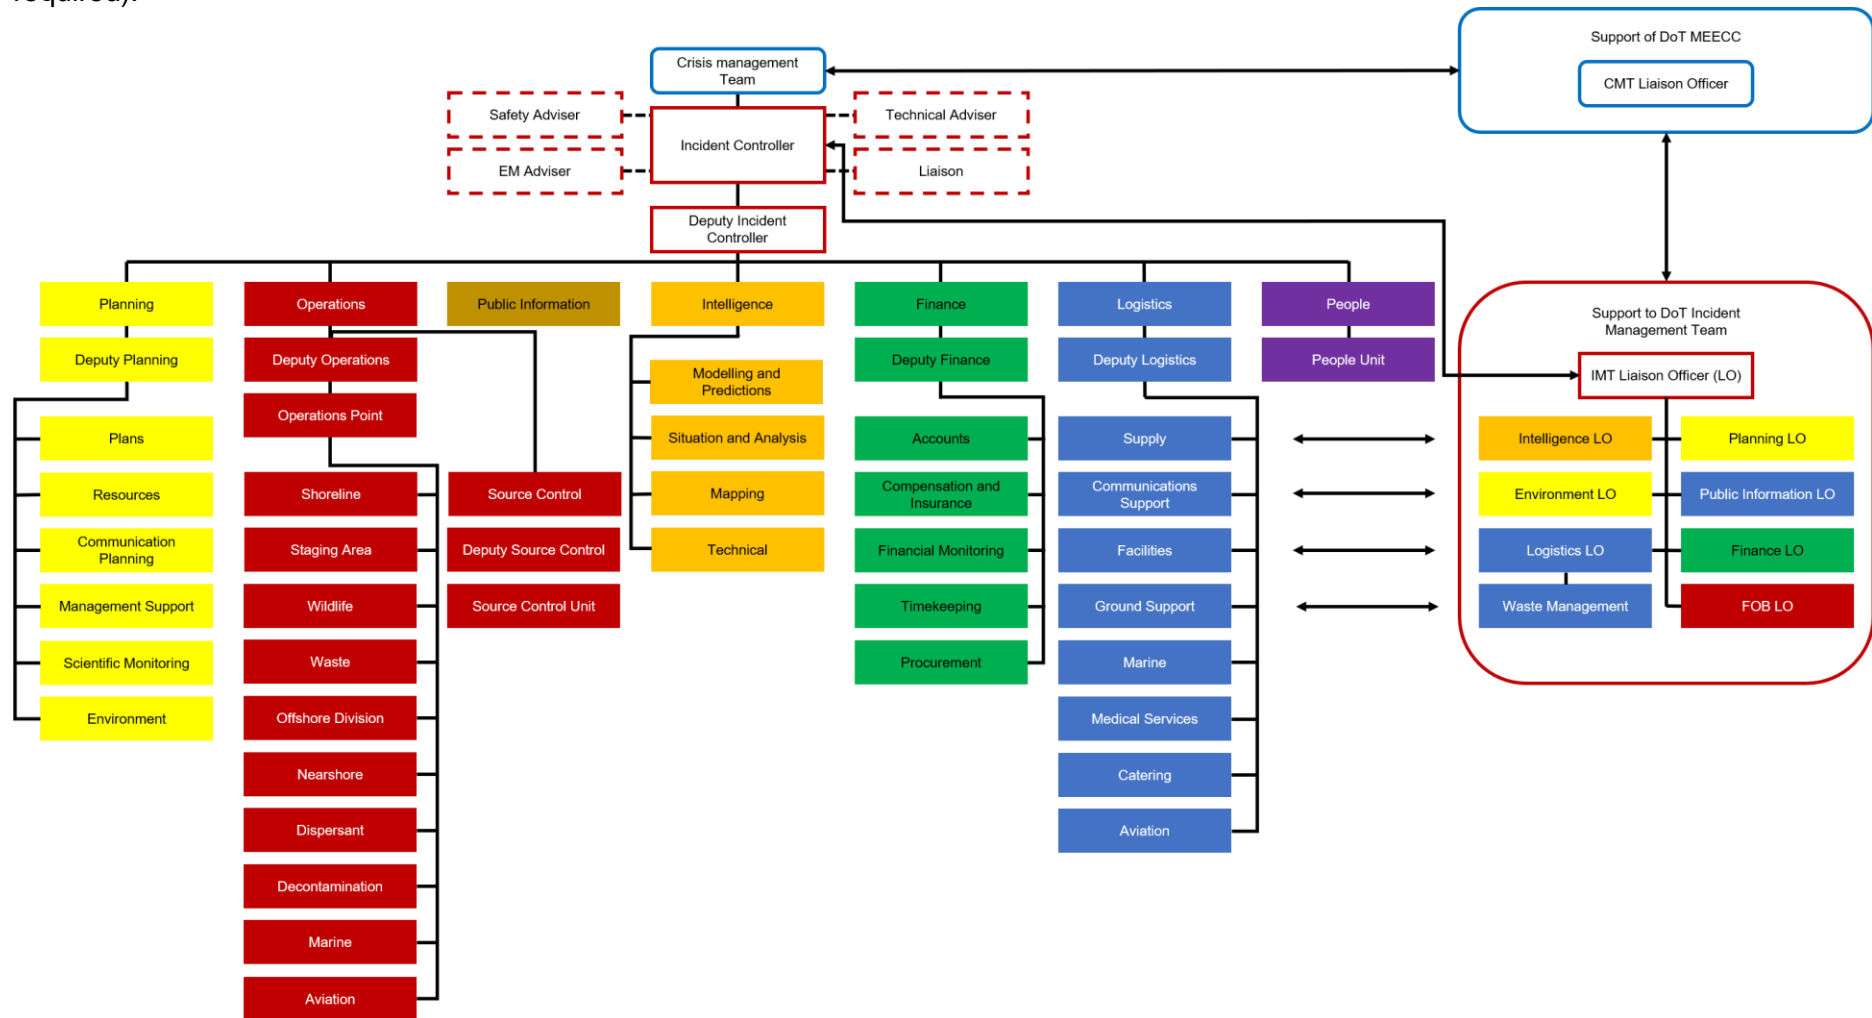 required).
Support of DoT MEECC
CMT Liaison Officer
Crisis management
Team
Safety Adviser
Technical Adviser
Incident Controller
EM Adviser
Liaison
Deputy Incident
Controller
Planning
Operations
Public Information
Intelligence
Finance
Logistics
People
Deputy Planning
Deputy Operations
Deputy Finance
Deputy Logistics
People Unit
Operations Point
Modelling and
Predictions
Plans
Situation and Analysis
Accounts
Supply
Resources
Shoreline
Source Control
Mapping
Compensation and
Insurance
Communications
Support
Communication
Planning
Staging Area
Deputy Source Control
Technical
Financial Monitoring
Facilities
Management Support
Wildlife
Source Control Unit
Timekeeping
Ground Support
Scientific Monitoring
Waste
Procurement
Marine
Environment
Offshore Division
Medical Services
Nearshore
Catering
Dispersant
Aviation
Decontamination
Marine
Aviation
Support to DoT Incident
Management Team
IMT Liaison Officer (LO)
Intelligence LO
Planning LO
Environment LO
Public Information LO
Logistics LO
Finance LO
Waste Management
FOB LO